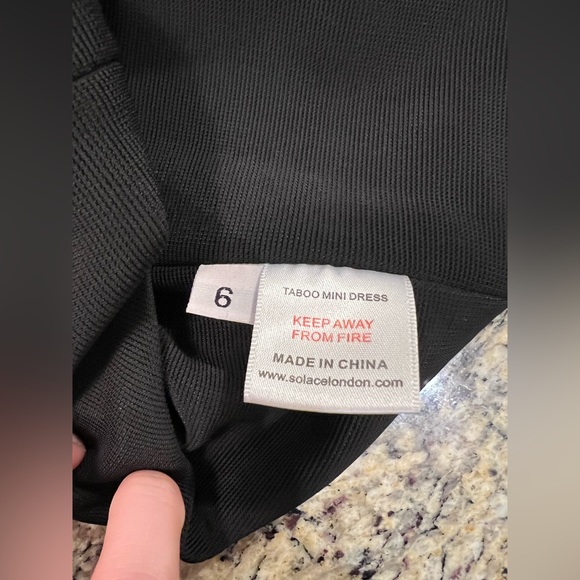 6
TABOO MINI DRESS
KEEP AWAY
FROM FIRE
MADE IN CHINA
www.solacelondon.com